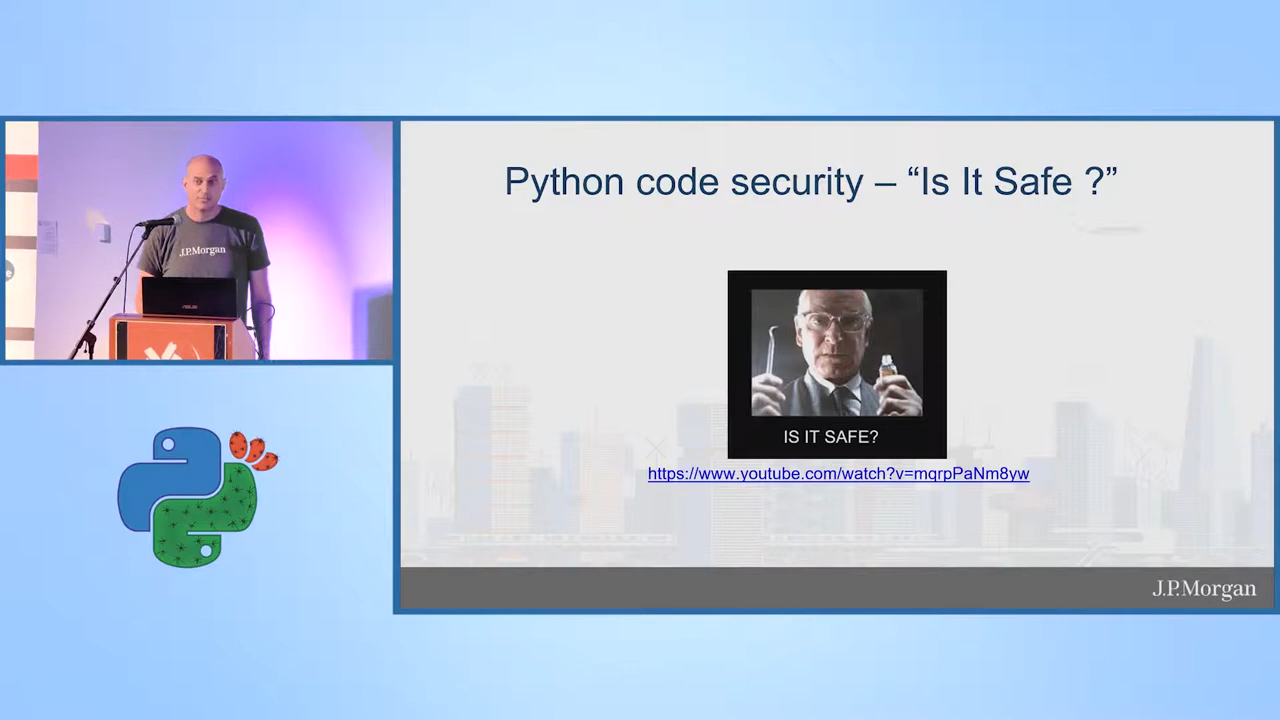 Python code security – “Is It Safe ?”
J.P.Morgan
IS IT SAFE?
https://www.youtube.com/watch?v=mqrpPaNm8yw
J.P.Morgan